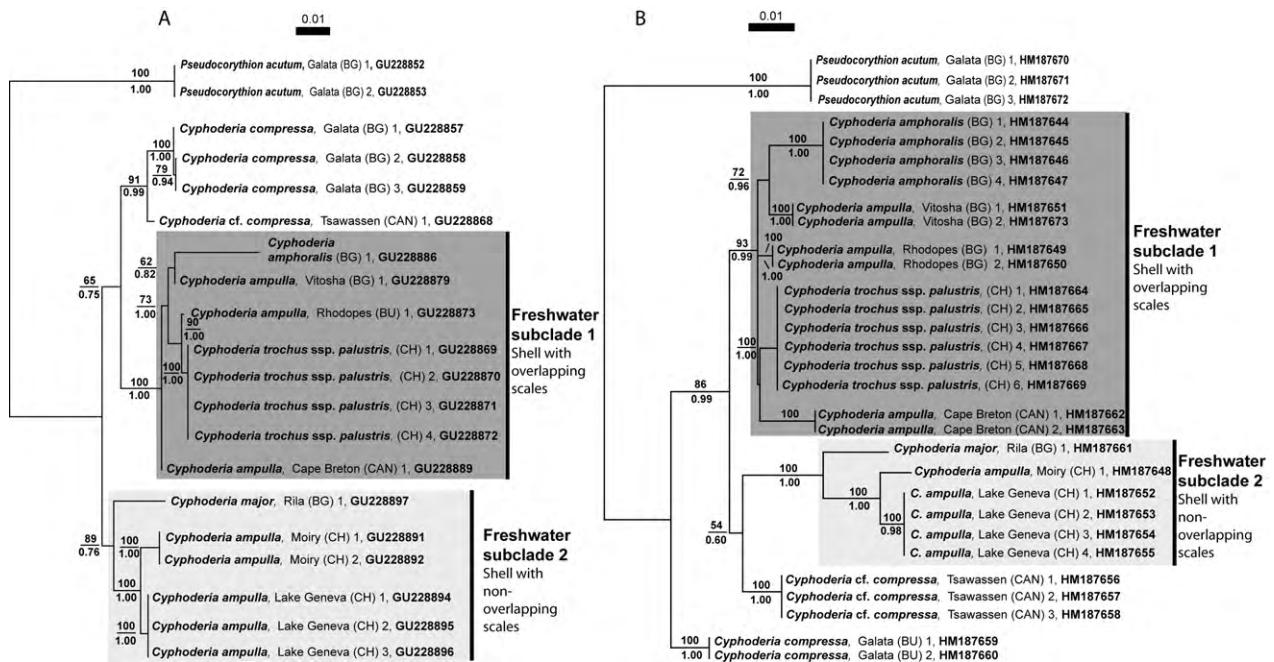 A
0.01
100
1.00
Pseudocorythion acutum, Galata (BG) 1, GU228852
Pseudocorythion acutum, Galata (BG) 2, GU228853
Cyphoderia compressa, Galata (BG) 1, GU228857
100
1.00
Cyphoderia compressa, Galata (BG) 2, GU228858
79
0.94
Cyphoderia compressa, Galata (BG) 3, GU228859
91
0.99
Cyphoderia cf. compressa, Tsawassen (CAN) 1, GU228868
Cyphoderia
amphoralis (BG) 1, GU228886
62
0.82
Cyphoderia ampulla, Vitosha (BG) 1, GU228879
65
0.75
73
1.00
Cyphoderia ampulla, Rhodopes (BU) 1, GU228873
90
1.00
Cyphoderia trochus ssp. palustris, (CH) 1, GU228869
100
1.00
100
1.00
Cyphoderia trochus ssp. palustris, (CH) 2, GU228870
Cyphoderia trochus ssp. palustris, (CH) 3, GU228871
Cyphoderia trochus ssp. palustris, (CH) 4, GU228872
Cyphoderia ampulla, Cape Breton (CAN) 1, GU228889
Freshwater
subclade 1
Shell with
overlapping
scales
Cyphoderia major, Rila (BG) 1, GU228897
89
0.76
100
1.00
Cyphoderia ampulla, Moiry (CH) 1, GU228891
Cyphoderia ampulla, Moiry (CH) 2, GU228892
100
1.00
Cyphoderia ampulla, Lake Geneva (CH) 1, GU228894
100
1.00
Cyphoderia ampulla, Lake Geneva (CH) 2, GU228895
Cyphoderia ampulla, Lake Geneva (CH) 3, GU228896
Freshwater
subclade 2
Shell with
non-
overlapping
scales
B
0.01
100
1.00
Pseudocorythion acutum, Galata (BG) 1, HM187670
Pseudocorythion acutum, Galata (BG) 2, HM187671
Pseudocorythion acutum, Galata (BG) 3, HM187672
Cyphoderia amphoralis (BG) 1, HM187644
100
1.00
Cyphoderia amphoralis (BG) 2, HM187645
Cyphoderia amphoralis (BG) 3, HM187646
Cyphoderia amphoralis (BG) 4, HM187647
72
0.96
100
1.00
Cyphoderia ampulla, Vitosha (BG) 1, HM187651
Cyphoderia ampulla, Vitosha (BG) 2, HM187673
93
0.99
100
1.00
Cyphoderia ampulla, Rhodopes (BG) 1, HM187649
Cyphoderia ampulla, Rhodopes (BG) 2, HM187650
Cyphoderia trochus ssp. palustris, (CH) 1, HM187664
Cyphoderia trochus ssp. palustris, (CH) 2, HM187665
Cyphoderia trochus ssp. palustris, (CH) 3, HM187666
100
1.00
Cyphoderia trochus ssp. palustris, (CH) 4, HM187667
Cyphoderia trochus ssp. palustris, (CH) 5, HM187668
Cyphoderia trochus ssp. palustris, (CH) 6, HM187669
86
0.99
100
Cyphoderia ampulla, Cape Breton (CAN) 1, HM187662
Cyphoderia ampulla, Cape Breton (CAN) 2, HM187663
Freshwater
subclade 1
Shell with
overlapping
scales
Cyphoderia major, Rila (BG) 1, HM187661
100
1.00
Cyphoderia ampulla, Moiry (CH) 1, HM187648
100
1.00
C. ampulla, Lake Geneva (CH) 1, HM187652
C. ampulla, Lake Geneva (CH) 2, HM187653
100
0.98
C. ampulla, Lake Geneva (CH) 3, HM187654
C. ampulla, Lake Geneva (CH) 4, HM187655
Freshwater
subclade 2
Shell with
non-
overlapping
scales
54
0.60
100
1.00
Cyphoderia cf. compressa, Tsawassen (CAN) 1, HM187656
Cyphoderia cf. compressa, Tsawassen (CAN) 2, HM187657
Cyphoderia cf. compressa, Tsawassen (CAN) 3, HM187658
100
1.00
Cyphoderia compressa, Galata (BU) 1, HM187659
Cyphoderia compressa, Galata (BU) 2, HM187660